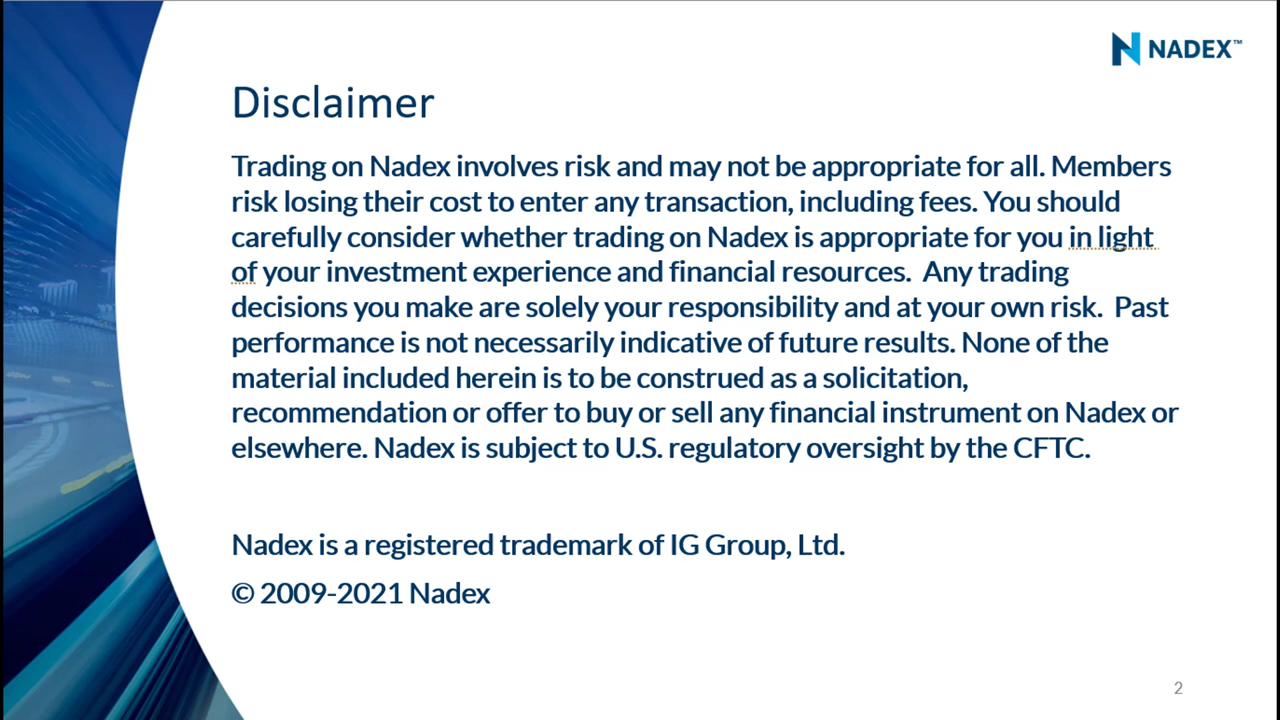 NADEX™
Disclaimer
Trading on Nadex involves risk and may not be appropriate for all. Members
risk losing their cost to enter any transaction, including fees. You should
carefully consider whether trading on Nadex is appropriate for you in light
of your investment experience and financial resources.  Any trading
decisions you make are solely your responsibility and at your own risk.  Past
performance is not necessarily indicative of future results. None of the
material included herein is to be construed as a solicitation,
recommendation or offer to buy or sell any financial instrument on Nadex or
elsewhere. Nadex is subject to U.S. regulatory oversight by the CFTC.
Nadex is a registered trademark of IG Group, Ltd.
© 2009-2021 Nadex
2